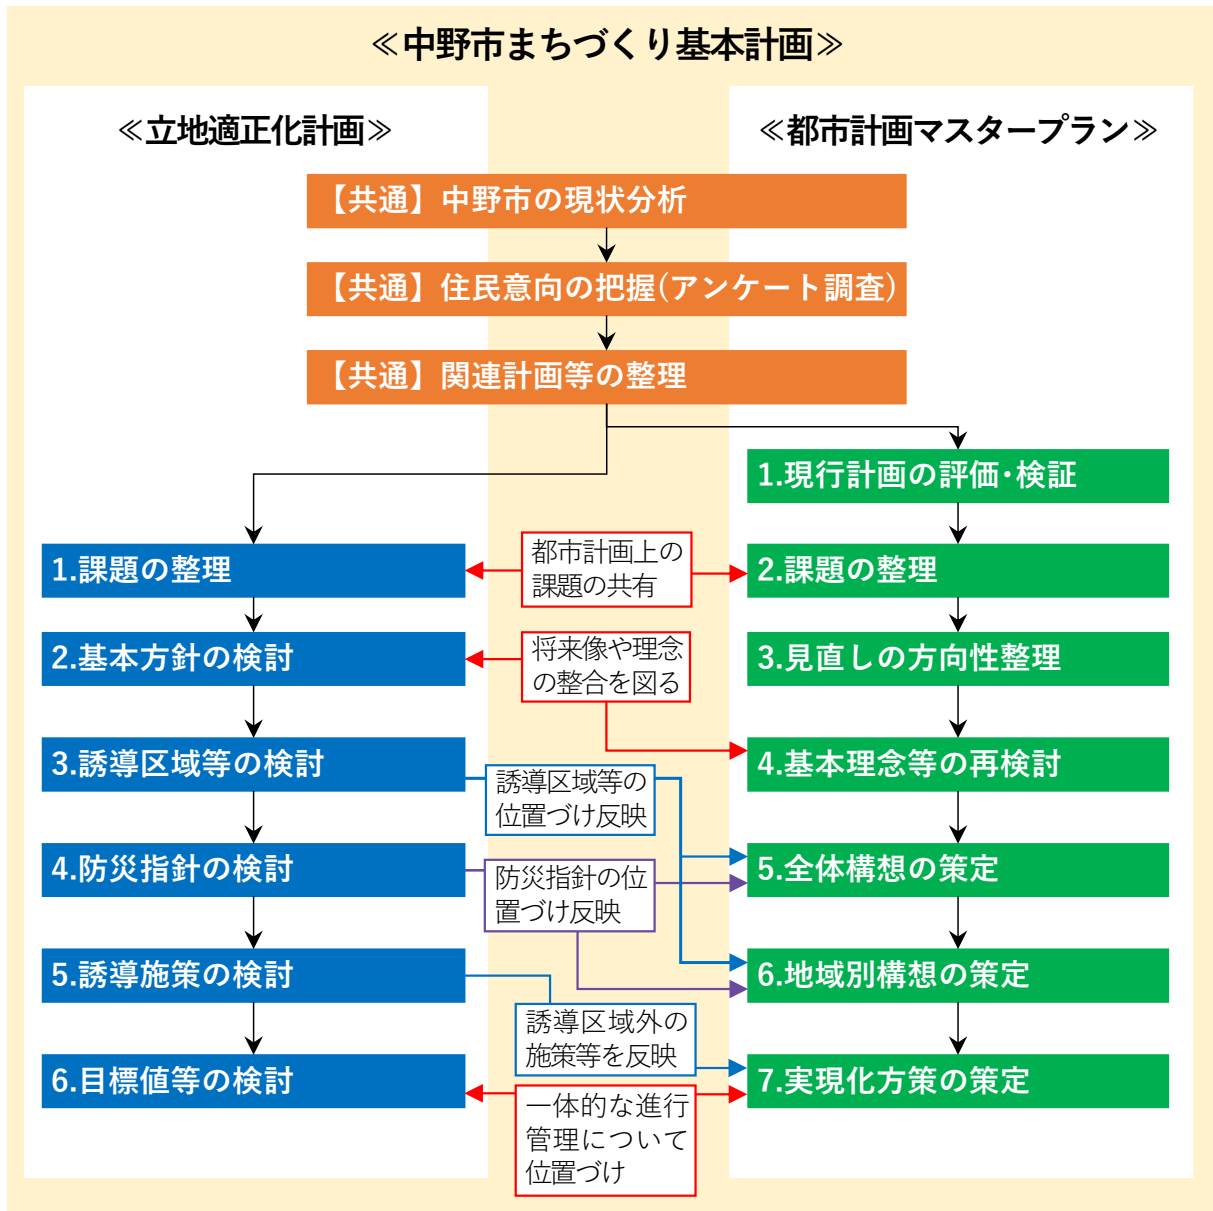 ≪中野市まちづくり基本計画≫
≪立地適正化計画≫
≪都市計画マスタープラン≫
【共通】中野市の現状分析
【共通】住民意向の把握(アンケート調査)
【共通】関連計画等の整理
1.現行計画の評価・検証
1.課題の整理
都市計画上の
課題の共有
2.課題の整理
2.基本方針の検討
将来像や理念
の整合を図る
3.見直しの方向性整理
3.誘導区域等の検討
誘導区域等の
位置づけ反映
4.基本理念等の再検討
4.防災指針の検討
防災指針の位
置づけ反映
5.全体構想の策定
5.誘導施策の検討
6.地域別構想の策定
誘導区域外の
施策等を反映
6.目標値等の検討
一体的な進行
管理について
位置づけ
7.実現化方策の策定